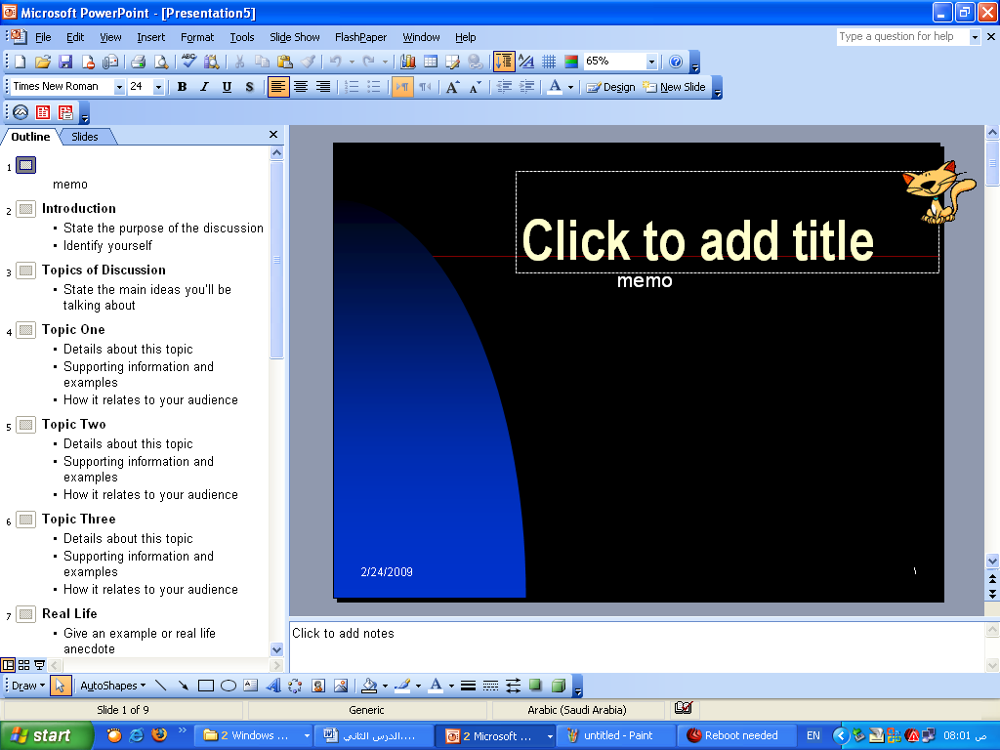 Microsoft PowerPoint - [Presentation5]
File Edit View Insert Format Tools Slide Show FlashPaper Window Help
Type a question for help
65%
Times New Roman 24 B I U S Design New Slide
Outline Slides
1
memo
2 Introduction
• State the purpose of the discussion
• Identify yourself
3 Topics of Discussion
• State the main ideas you'll be
talking about
4 Topic One
• Details about this topic
• Supporting information and
examples
• How it relates to your audience
5 Topic Two
• Details about this topic
• Supporting information and
examples
• How it relates to your audience
6 Topic Three
• Details about this topic
• Supporting information and
examples
• How it relates to your audience
7 Real Life
• Give an example or real life
anecdote
Click to add title
memo
2/24/2009
١
Click to add notes
Draw AutoShapes
Slide 1 of 9 Generic Arabic (Saudi Arabia)
start 2 Windows ... الدرس الثاني.... 2 Microsoft ... untitled - Paint Reboot needed EN 08:01 ص